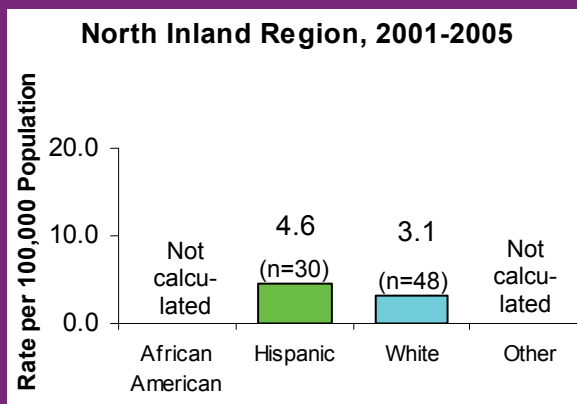 North Inland Region, 2001-2005
Rate per 100,000 Population
20.0
10.0
0.0
Not
calcu-
lated
4.6
(n=30)
3.1
(n=48)
Not
calcu-
lated
African
American
Hispanic
White
Other